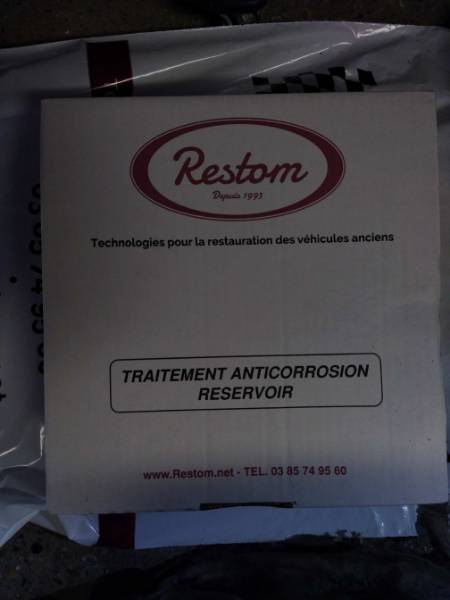 Restom
Depuis 1993
Technologies pour la restauration des véhicules anciens
TRAITEMENT ANTICORROSION
RESERVOIR
www.Restom.net - TEL. 03 85 74 95 60